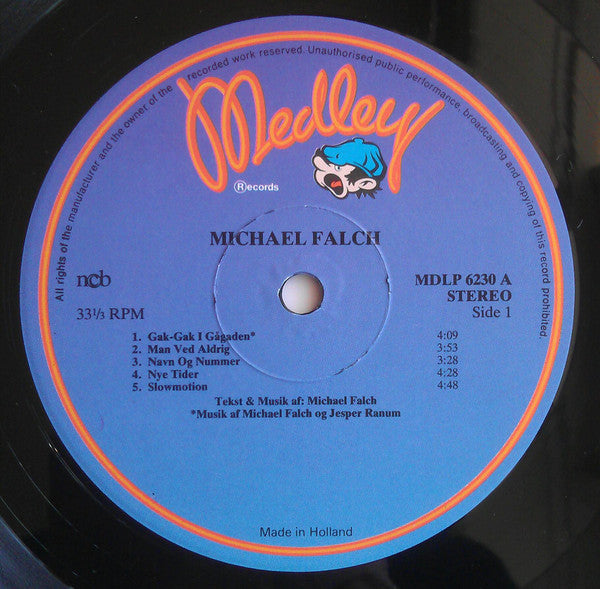 All rights of the manufacturer and the owner of the recorded work reserved. Unauthorised public performance, broadcasting and copying of this record prohibited.
Medley
Records
MICHAEL FALCH
ncb
MDLP 6230 A
STEREO
33⅓ RPM
Side 1
1. Gak-Gak I Gågaden* 4:09
2. Man Ved Aldrig 3:53
3. Navn Og Nummer 3:28
4. Nye Tider 4:28
5. Slowmotion 4:48
Tekst & Musik af: Michael Falch
*Musik af Michael Falch og Jesper Ranum
Made in Holland